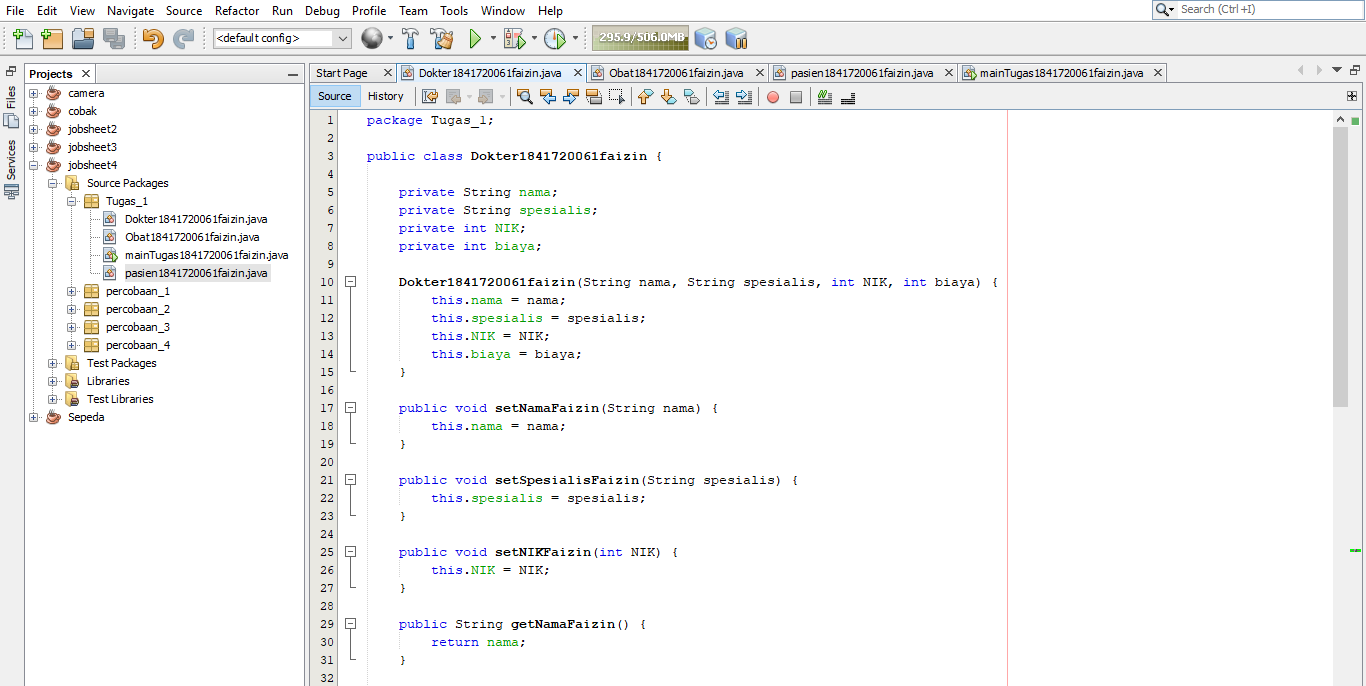 File Edit View Navigate Source Refactor Run Debug Profile Team Tools Window Help
Search (Ctrl+I)
<default config>
295.9/506.0MB
Projects
Files
Services
camera
cobak
jobsheet2
jobsheet3
jobsheet4
Source Packages
Tugas_1
Dokter1841720061faizin.java
Obat1841720061faizin.java
mainTugas1841720061faizin.java
pasien1841720061faizin.java
percobaan_1
percobaan_2
percobaan_3
percobaan_4
Test Packages
Libraries
Test Libraries
Sepeda
Start Page Dokter1841720061faizin.java Obat1841720061faizin.java pasien1841720061faizin.java mainTugas1841720061faizin.java
Source History
1 package Tugas_1;
2
3 public class Dokter1841720061faizin {
4
5 private String nama;
6 private String spesialis;
7 private int NIK;
8 private int biaya;
9
10 Dokter1841720061faizin(String nama, String spesialis, int NIK, int biaya) {
11 this.nama = nama;
12 this.spesialis = spesialis;
13 this.NIK = NIK;
14 this.biaya = biaya;
15 }
16
17 public void setNamaFaizin(String nama) {
18 this.nama = nama;
19 }
20
21 public void setSpesialisFaizin(String spesialis) {
22 this.spesialis = spesialis;
23 }
24
25 public void setNIKFaizin(int NIK) {
26 this.NIK = NIK;
27 }
28
29 public String getNamaFaizin() {
30 return nama;
31 }
32